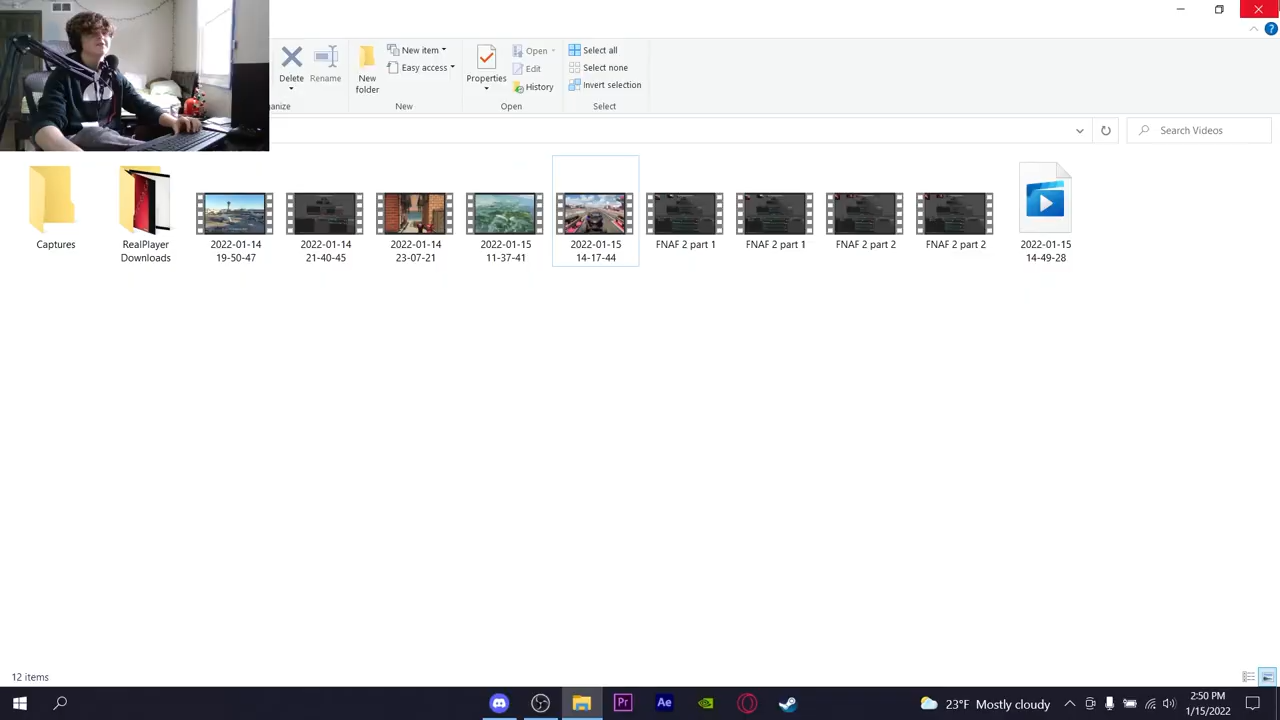 Delete
Rename
New
folder
New item
Easy access
Properties
Open
Edit
History
Select all
Select none
Invert selection
anize
New
Open
Select
Search Videos
Captures
RealPlayer
Downloads
2022-01-14
19-50-47
2022-01-14
21-40-45
2022-01-14
23-07-21
2022-01-15
11-37-41
2022-01-15
14-17-44
FNAF 2 part 1
FNAF 2 part 1
FNAF 2 part 2
FNAF 2 part 2
2022-01-15
14-49-28
12 items
Pr
Ae
23°F Mostly cloudy
2:50 PM
1/15/2022